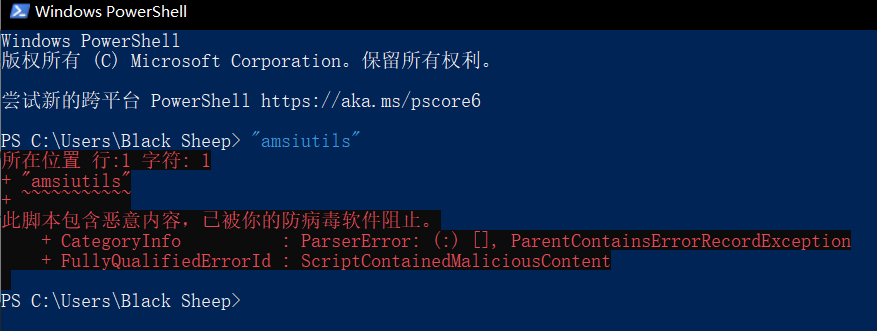 Windows PowerShell
Windows PowerShell
版权所有 (C) Microsoft Corporation。保留所有权利。
尝试新的跨平台 PowerShell https://aka.ms/pscore6
PS C:\Users\Black Sheep> "amsiutils"
所在位置 行:1 字符: 1
+ "amsiutils"
+ ~~~~~~~~~~~
此脚本包含恶意内容，已被你的防病毒软件阻止。
+ CategoryInfo : ParserError: (:) [], ParentContainsErrorRecordException
+ FullyQualifiedErrorId : ScriptContainedMaliciousContent
PS C:\Users\Black Sheep>